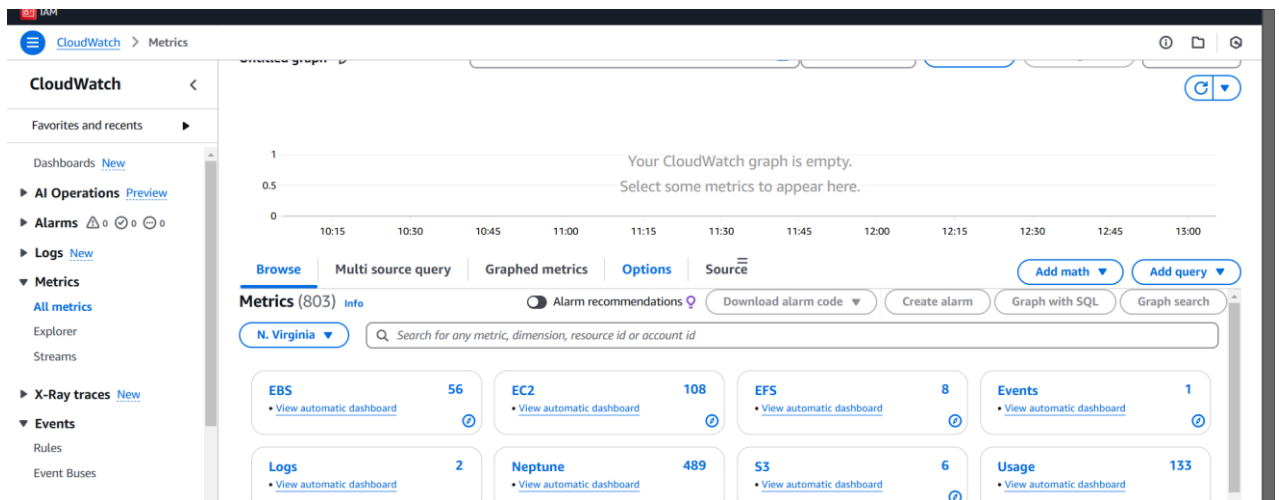 IAM
CloudWatch > Metrics
CloudWatch
Favorites and recents
Dashboards New
AI Operations Preview
Alarms 0 0 0
Logs New
Metrics
All metrics
Explorer
Streams
X-Ray traces New
Events
Rules
Event Buses
Untitled graph
1
0.5
0
Your CloudWatch graph is empty.
Select some metrics to appear here.
10:15 10:30 10:45 11:00 11:15 11:30 11:45 12:00 12:15 12:30 12:45 13:00
Browse Multi source query Graphed metrics Options Source Add math Add query
Metrics (803) Info Alarm recommendations Download alarm code Create alarm Graph with SQL Graph search
N. Virginia Search for any metric, dimension, resource id or account id
EBS 56 EC2 108 EFS 8 Events 1
• View automatic dashboard • View automatic dashboard • View automatic dashboard • View automatic dashboard
Logs 2 Neptune 489 S3 6 Usage 133
• View automatic dashboard • View automatic dashboard • View automatic dashboard • View automatic dashboard